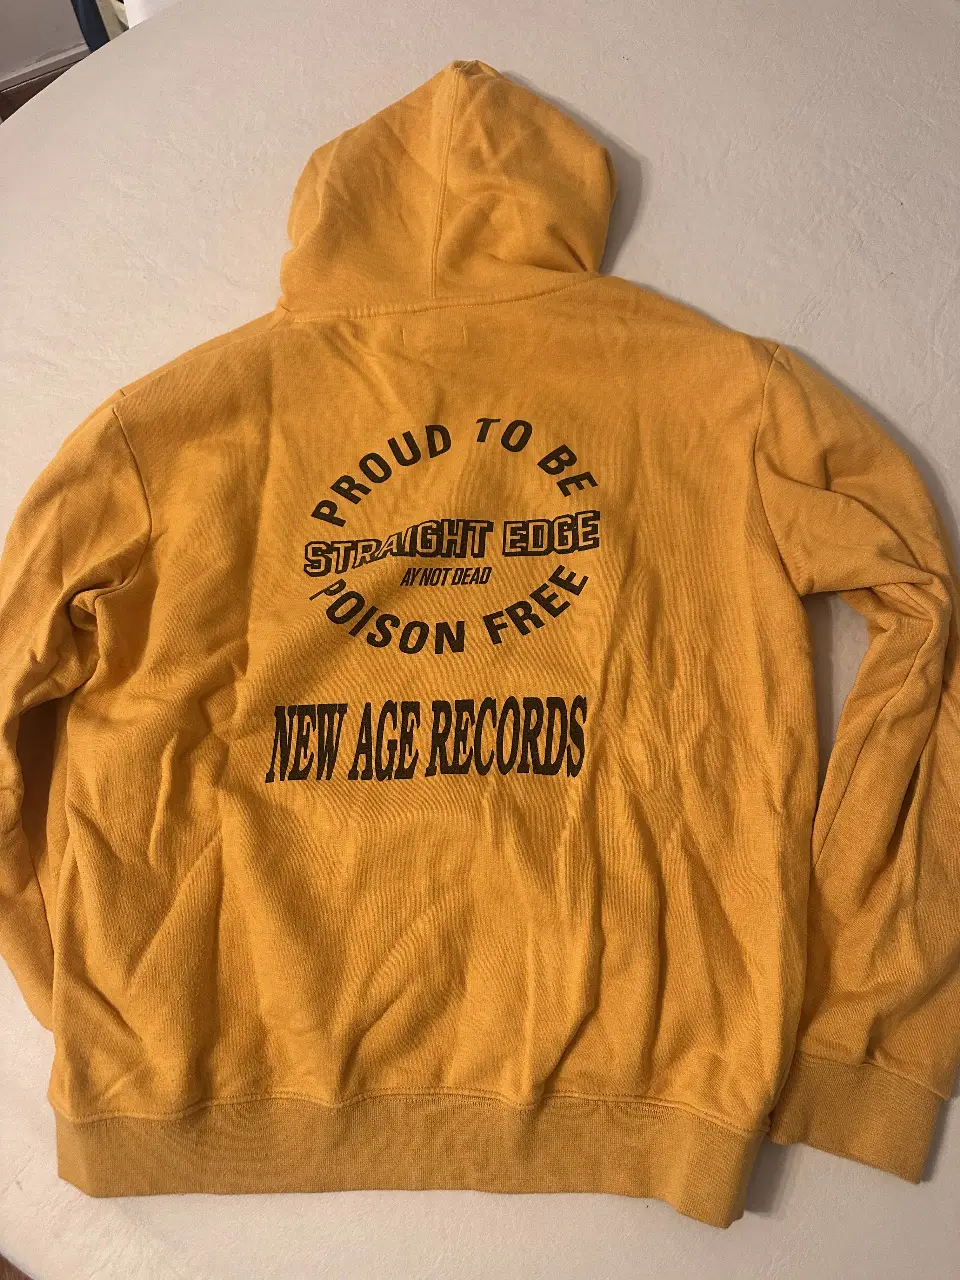 PROUD TO BE
STRAIGHT EDGE
AY NOT DEAD
POISON FREE
NEW AGE RECORDS